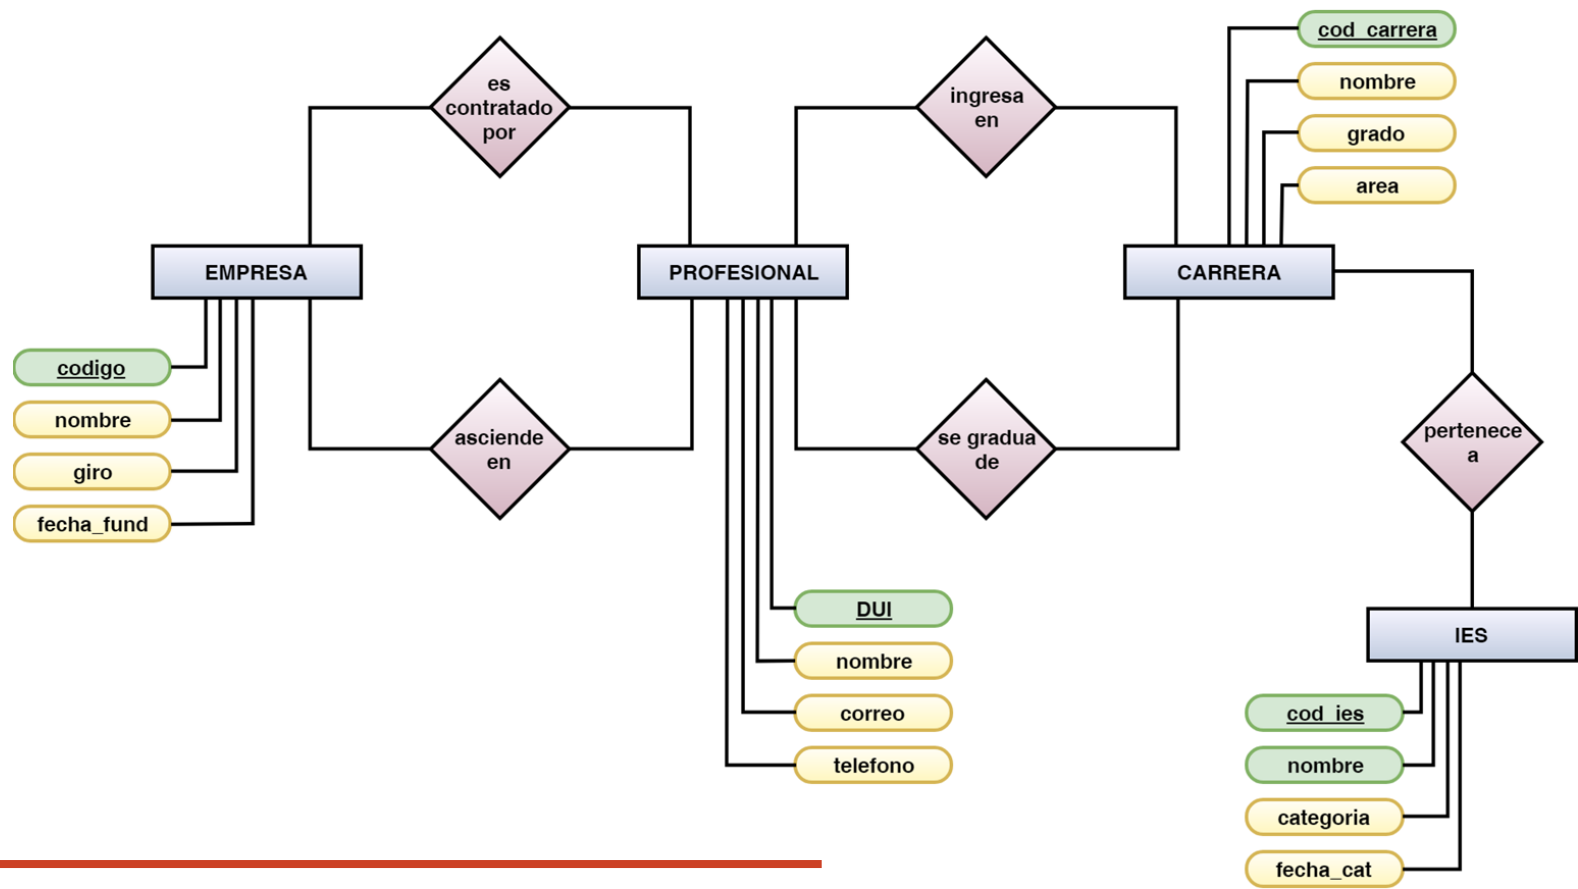 es
contratado
por
ingresa
en
cod_carrera
nombre
grado
area
EMPRESA
PROFESIONAL
CARRERA
codigo
nombre
giro
fecha_fund
asciende
en
se gradua
de
pertenece
a
DUI
nombre
correo
telefono
IES
cod_ies
nombre
categoria
fecha_cat